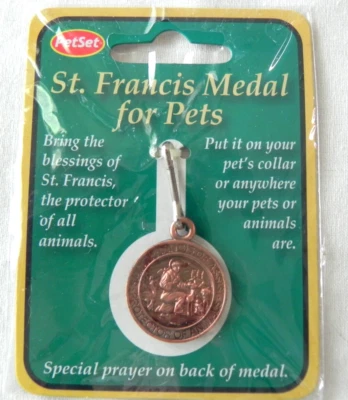 PetSet
St. Francis Medal
for Pets
Bring the
blessings of
St. Francis,
the protector
of all
animals.
Put it on your
pet's collar
or anywhere
your pets or
animals
are.
Special prayer on back of medal.